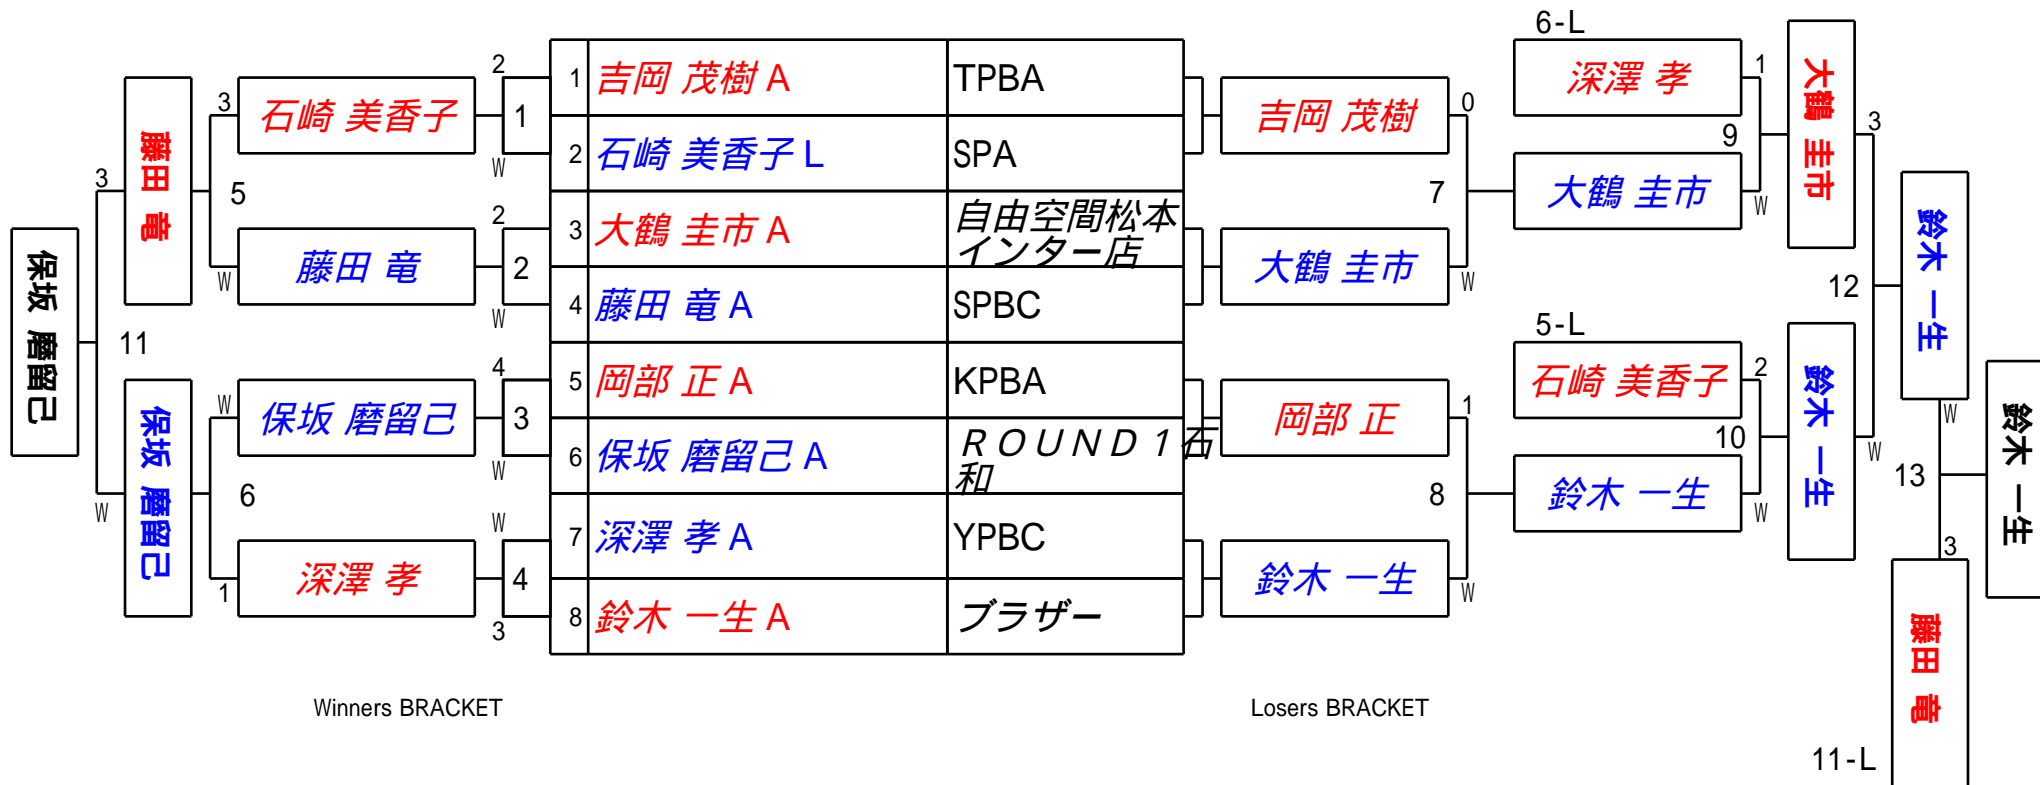 6-L
2
1 吉岡 茂樹 A TPBA
深澤 孝
1
大鶴 圭市
3
石崎 美香子
1
吉岡 茂樹
0
9
3
藤田 竜
2 石崎 美香子 L SPA
W
3
5
7
大鶴 圭市
W
2
3 大鶴 圭市 A 自由空間松本
インター店
鈴木 一生
W
藤田 竜
2
大鶴 圭市
W
12
保坂 磨留己
4 藤田 竜 A SPBC
W
11
5-L
4
5 岡部 正 A KPBA
石崎 美香子
2
鈴木 一生
W
保坂 磨留己
3
岡部 正
1
10
W
W
保坂 磨留己
6 保坂 磨留己 A ＲＯＵＮＤ１石
和
W
13
鈴木 一生
W
6
8
鈴木 一生
W
W
7 深澤 孝 A YPBC
3
1
深澤 孝
4
鈴木 一生
W
藤田 竜
3
8 鈴木 一生 A ブラザー
Winners BRACKET
Losers BRACKET
11-L